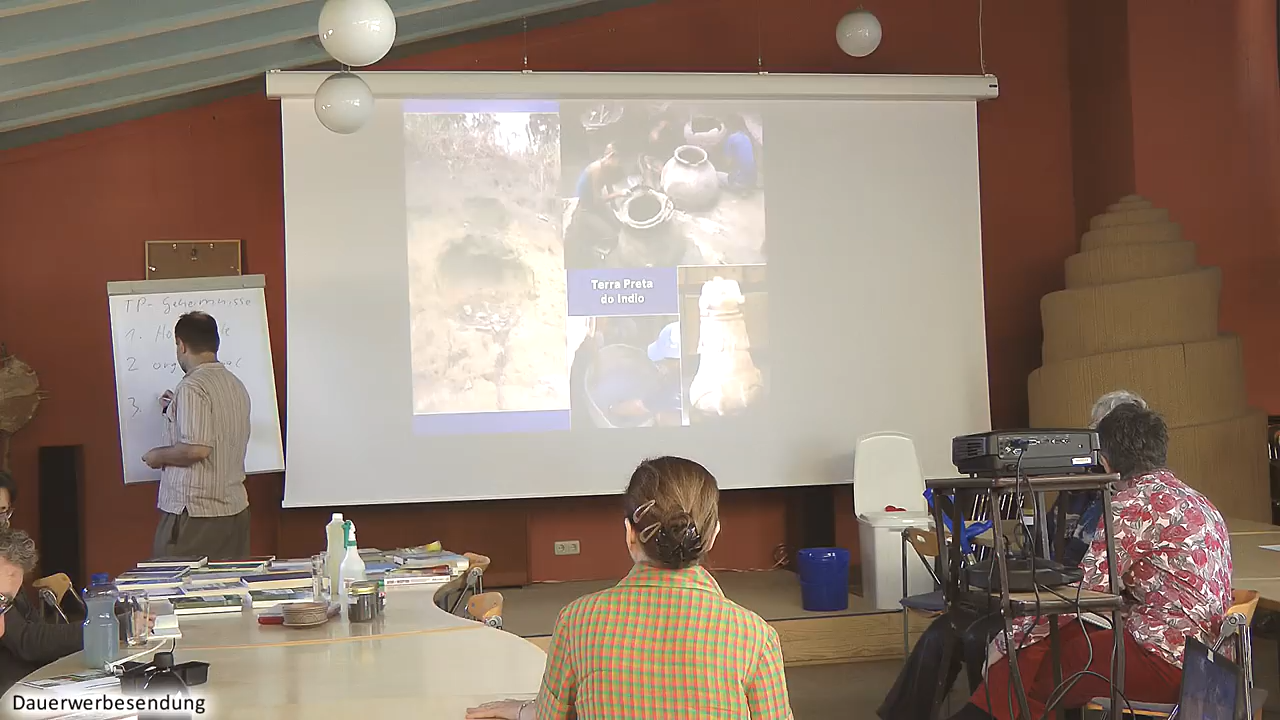 TP- Geheimnisse
1.
2
3.
Terra Preta
do Indio
Dauerwerbesendung